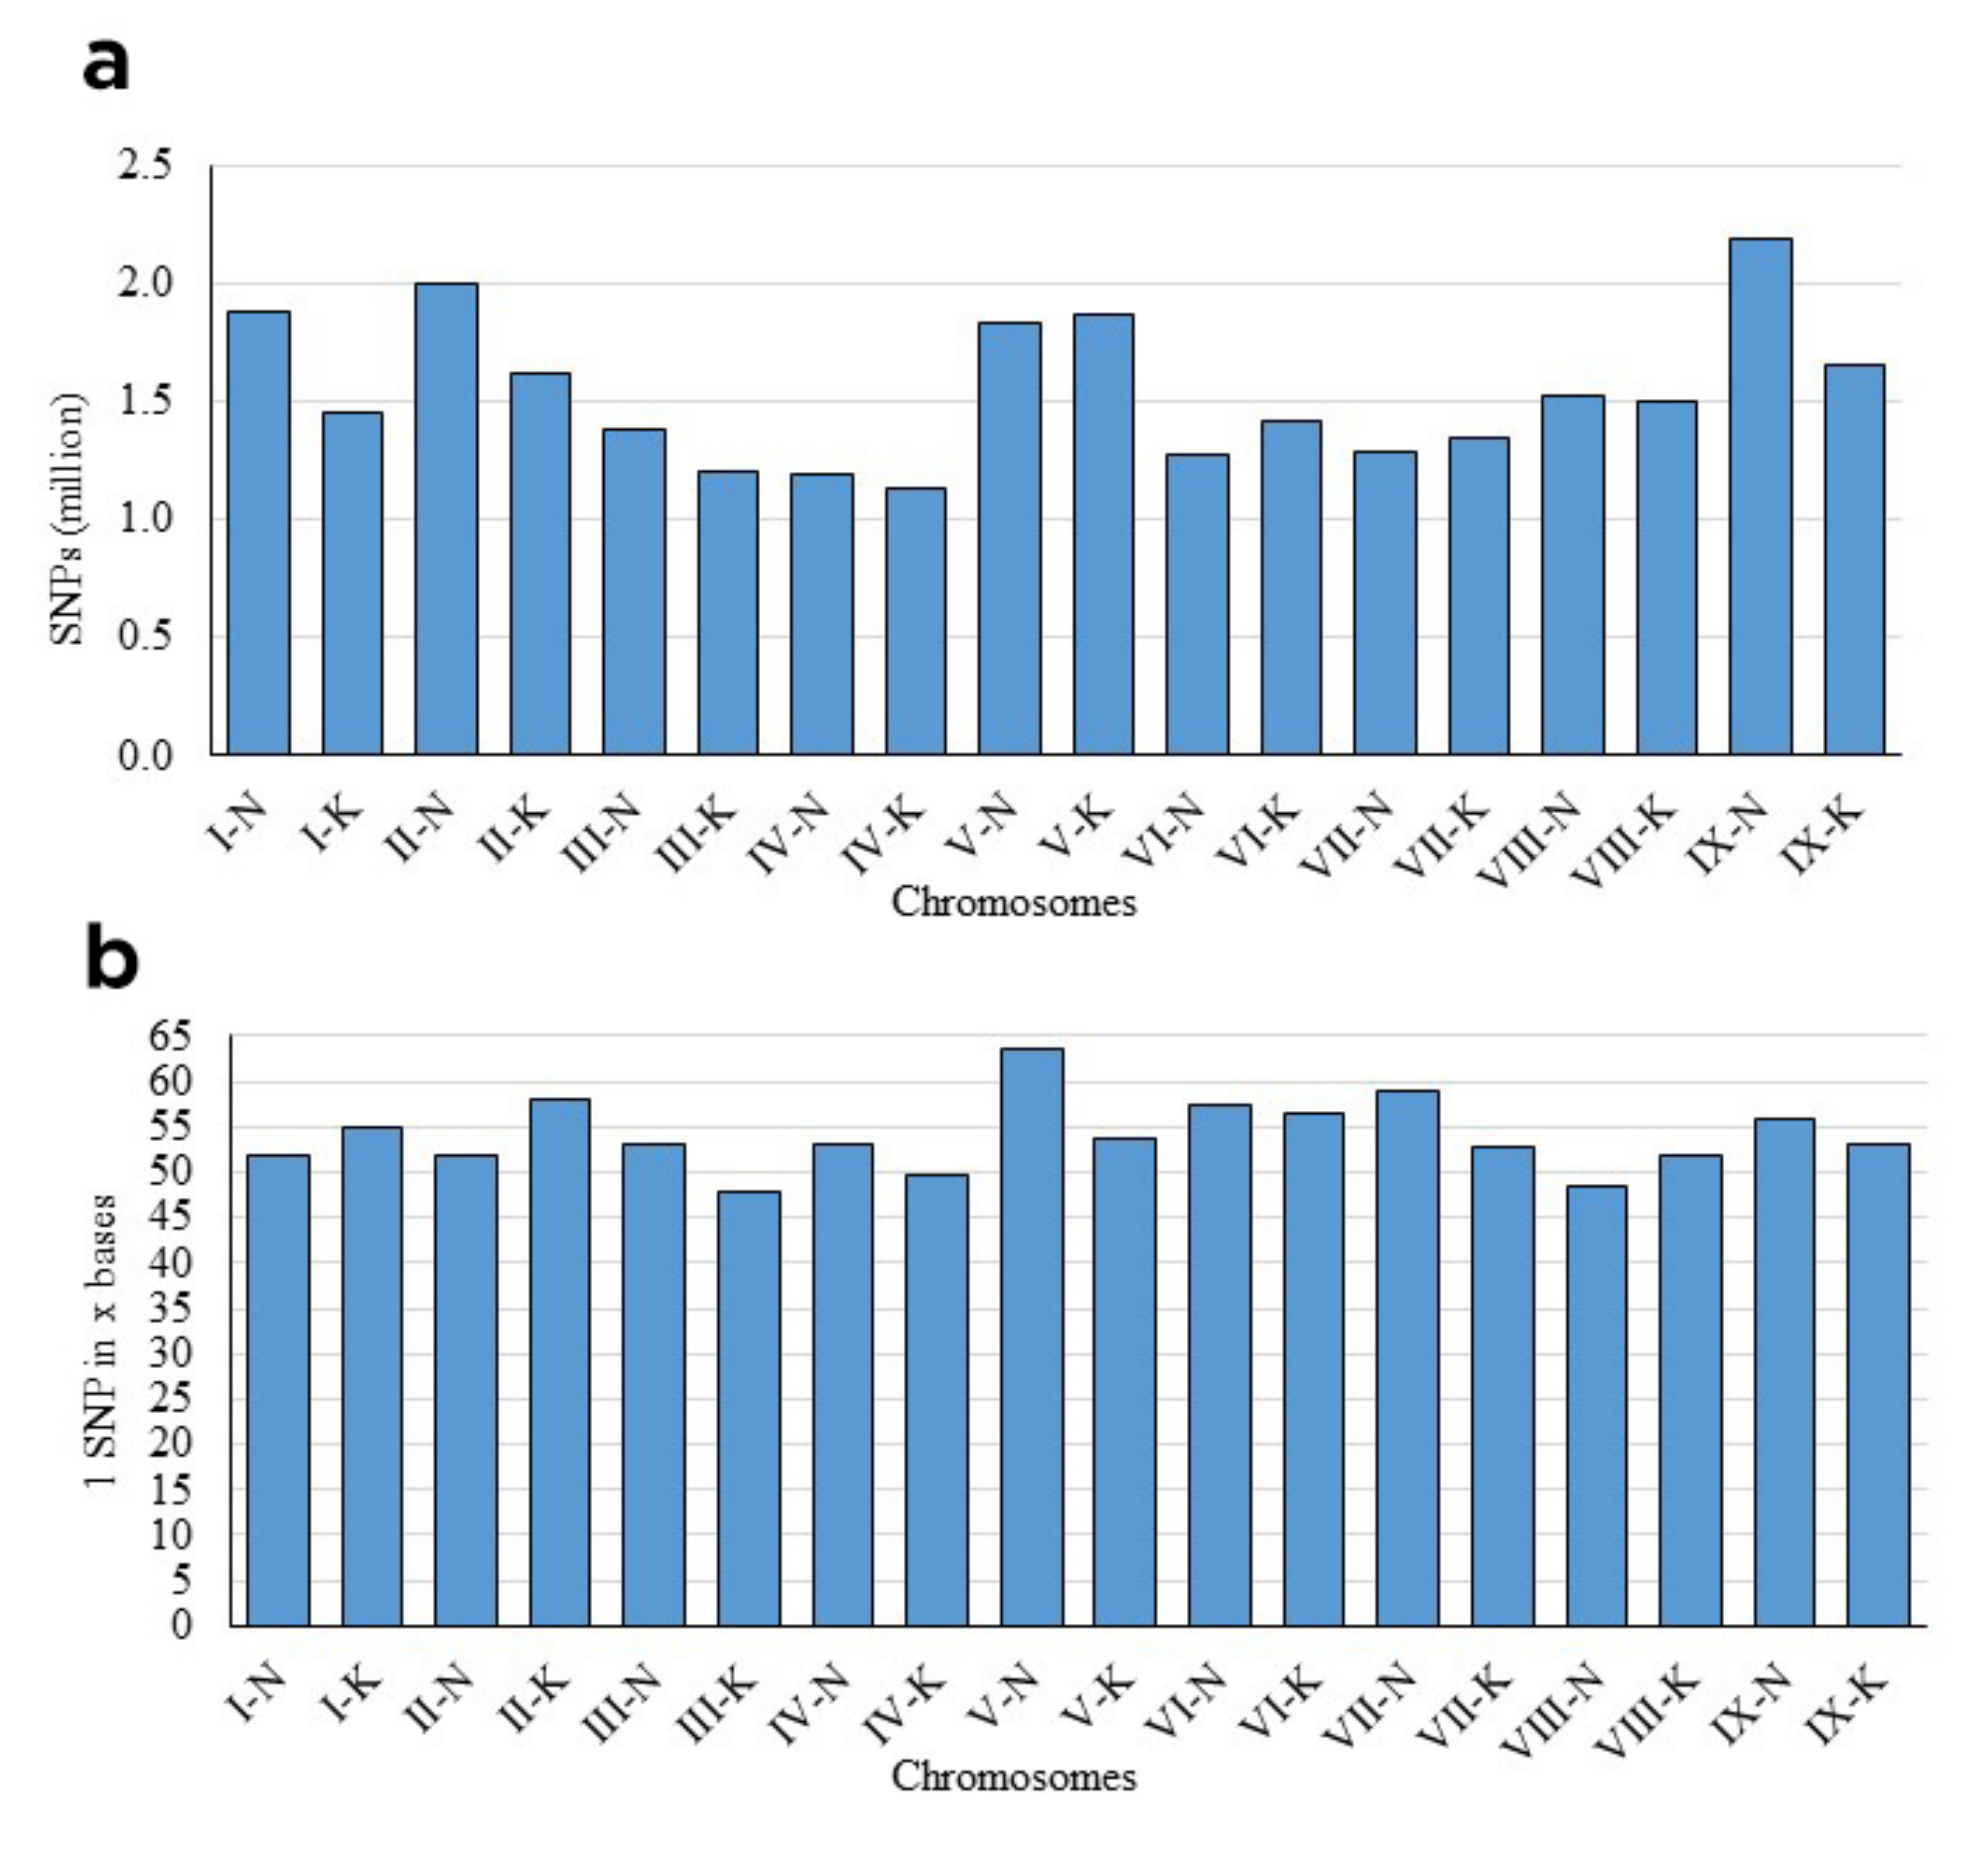 a
2.5
2.0
1.5
1.0
0.5
0.0
SNPs (million)
I-N
I-K
II-N
II-K
III-N
III-K
IV-N
IV-K
V-N
V-K
VI-N
VI-K
VII-N
VII-K
VIII-N
VIII-K
IX-N
IX-K
Chromosomes
b
65
60
55
50
45
40
35
30
25
20
15
10
5
0
1 SNP in x bases
I-N
I-K
II-N
II-K
III-N
III-K
IV-N
IV-K
V-N
V-K
VI-N
VI-K
VII-N
VII-K
VIII-N
VIII-K
IX-N
IX-K
Chromosomes